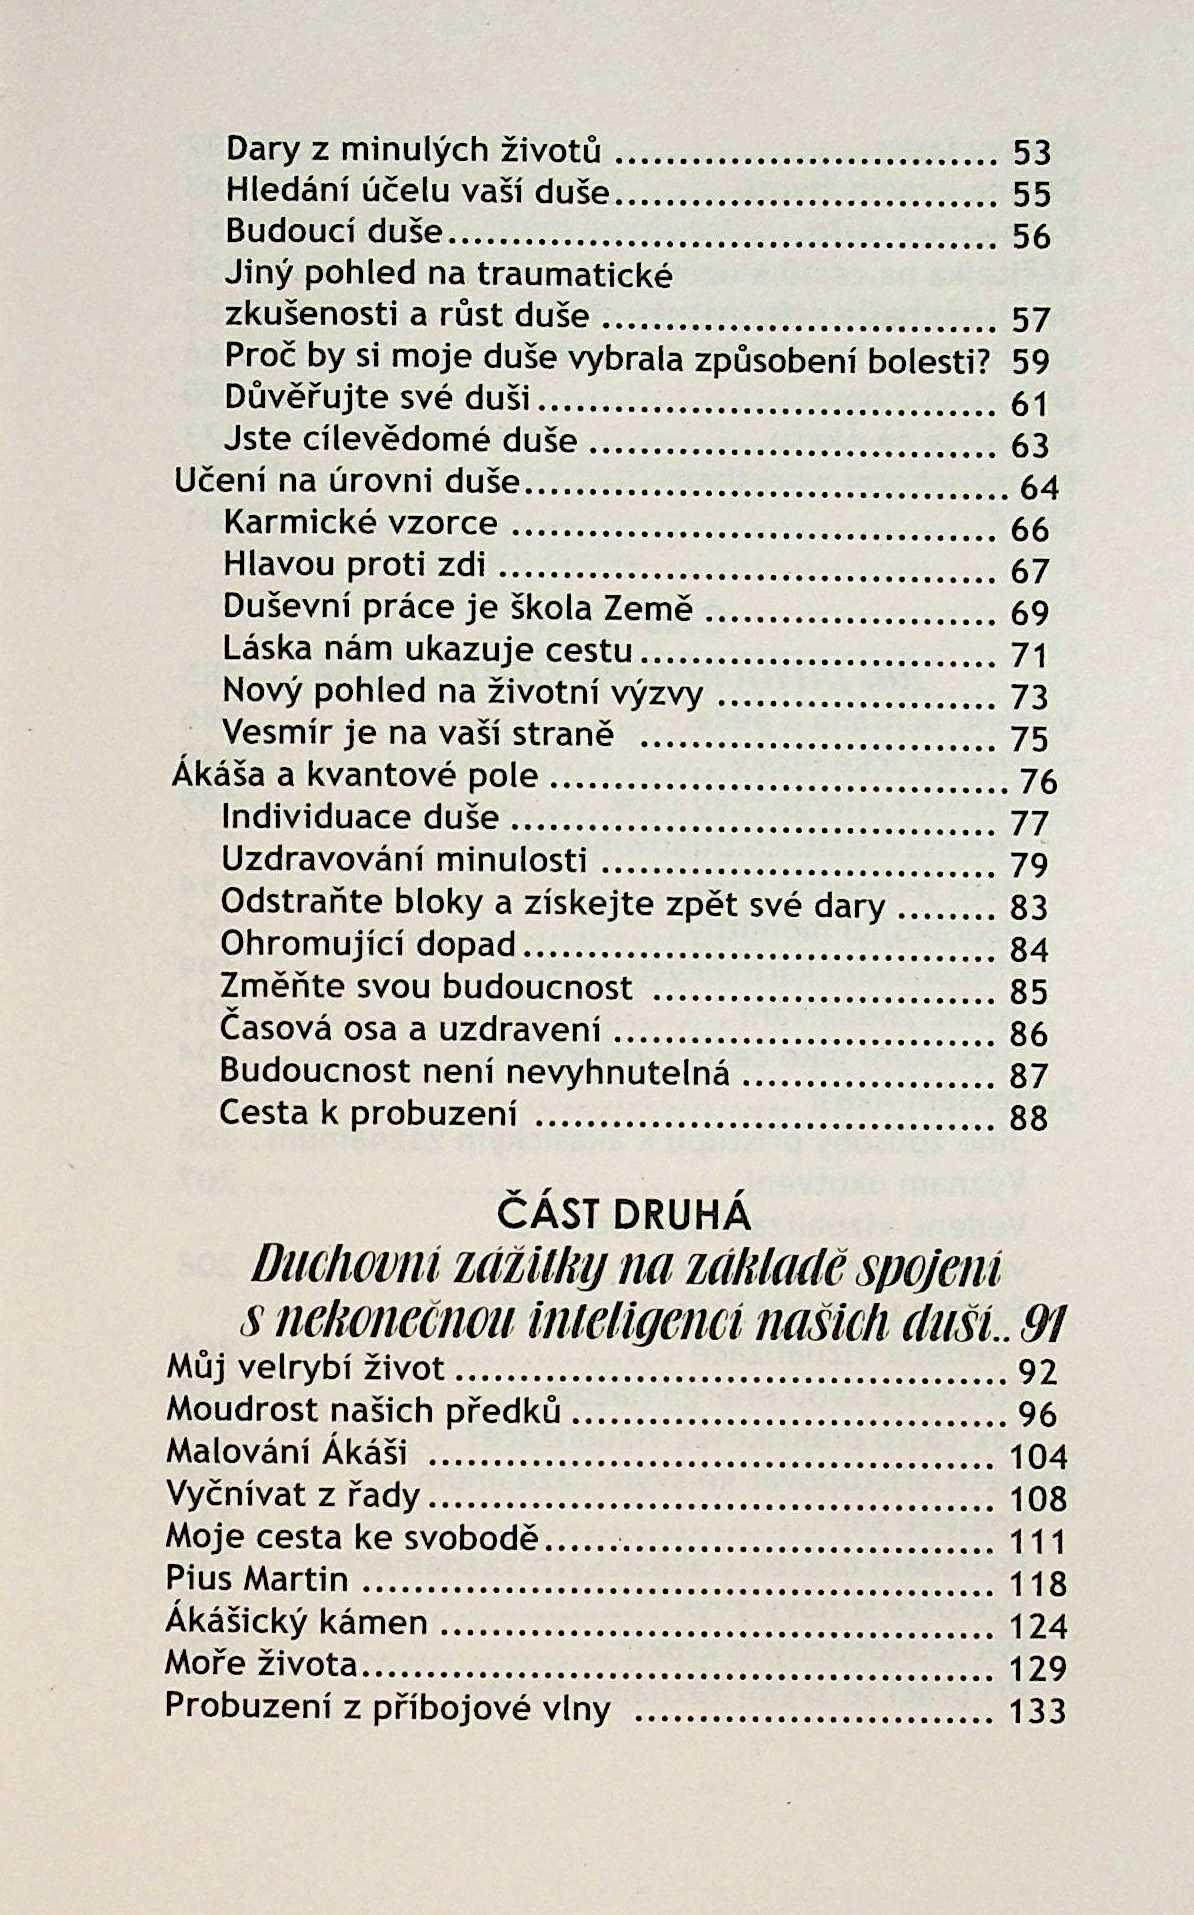 Dary z minulých životů .............................. 53
Hledání účelu vaší duše.............................. 55
Budoucí duše........................................... 56
Jiný pohled na traumatické
zkušenosti a růst duše ............................... 57
Proč by si moje duše vybrala způsobení bolesti? 59
Důvěřujte své duši.................................... 61
Jste cílevědomé duše ................................ 63
Učení na úrovni duše...................................... 64
Karmické vzorce ...................................... 66
Hlavou proti zdi ....................................... 67
Duševní práce je škola Země ....................... 69
Láska nám ukazuje cestu............................ 71
Nový pohled na životní výzvy ...................... 73
Vesmír je na vaší straně ............................ 75
Ákáša a kvantové pole .................................... 76
Individuace duše ...................................... 77
Uzdravování minulosti ............................... 79
Odstraňte bloky a získejte zpět své dary ........ 83
Ohromující dopad..................................... 84
Změňte svou budoucnost ........................... 85
Časová osa a uzdravení .............................. 86
Budoucnost není nevyhnutelná .................... 87
Cesta k probuzení .................................... 88
ČÁST DRUHÁ
Duchovní zážitky na základě spojení
s nekonečnou inteligencí našich duší.. 91
Můj velrybí život ........................................... 92
Moudrost našich předků .................................. 96
Malování Ákáši ............................................ 104
Vyčnívat z řady............................................ 108
Moje cesta ke svobodě................................... 111
Pius Martin ................................................. 118
Ákášický kámen ........................................... 124
Moře života................................................. 129
Probuzení z příbojové vlny ............................ 133